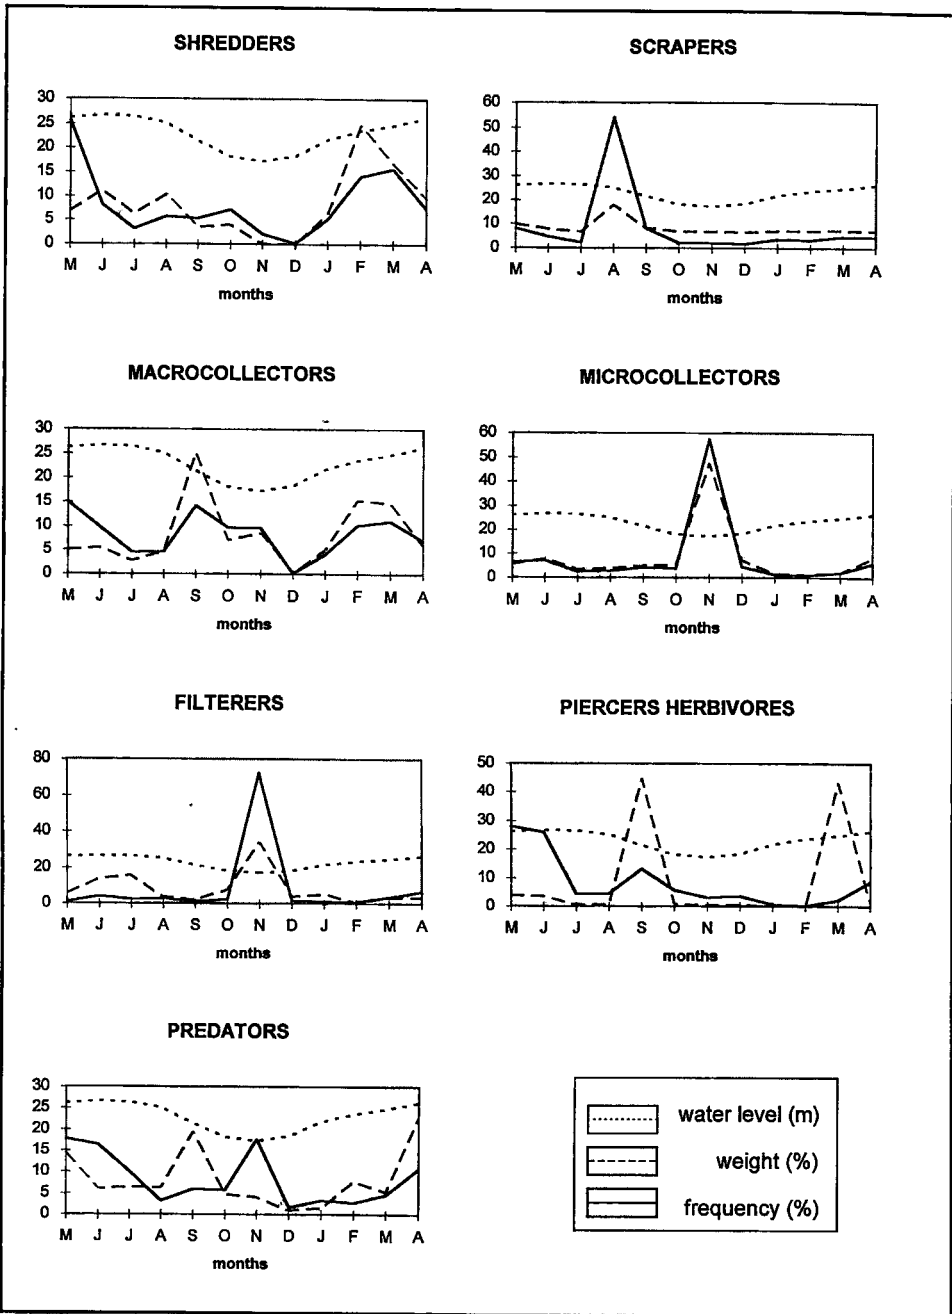 SHREDDERS
30
25
20
15
10
5
0
M J J A S O N D J F M A
months
SCRAPERS
60
50
40
30
20
10
0
M J J A S O N D J F M A
months
MACROCOLLECTORS
30
25
20
15
10
5
0
M J J A S O N D J F M A
months
MICROCOLLECTORS
60
50
40
30
20
10
0
M J J A S O N D J F M A
months
FILTERERS
80
60
40
20
0
M J J A S O N D J F M A
months
PIERCERS HERBIVORES
50
40
30
20
10
0
M J J A S O N D J F M A
months
PREDATORS
30
25
20
15
10
5
0
M J J A S O N D J F M A
months
water level (m)
weight (%)
frequency (%)